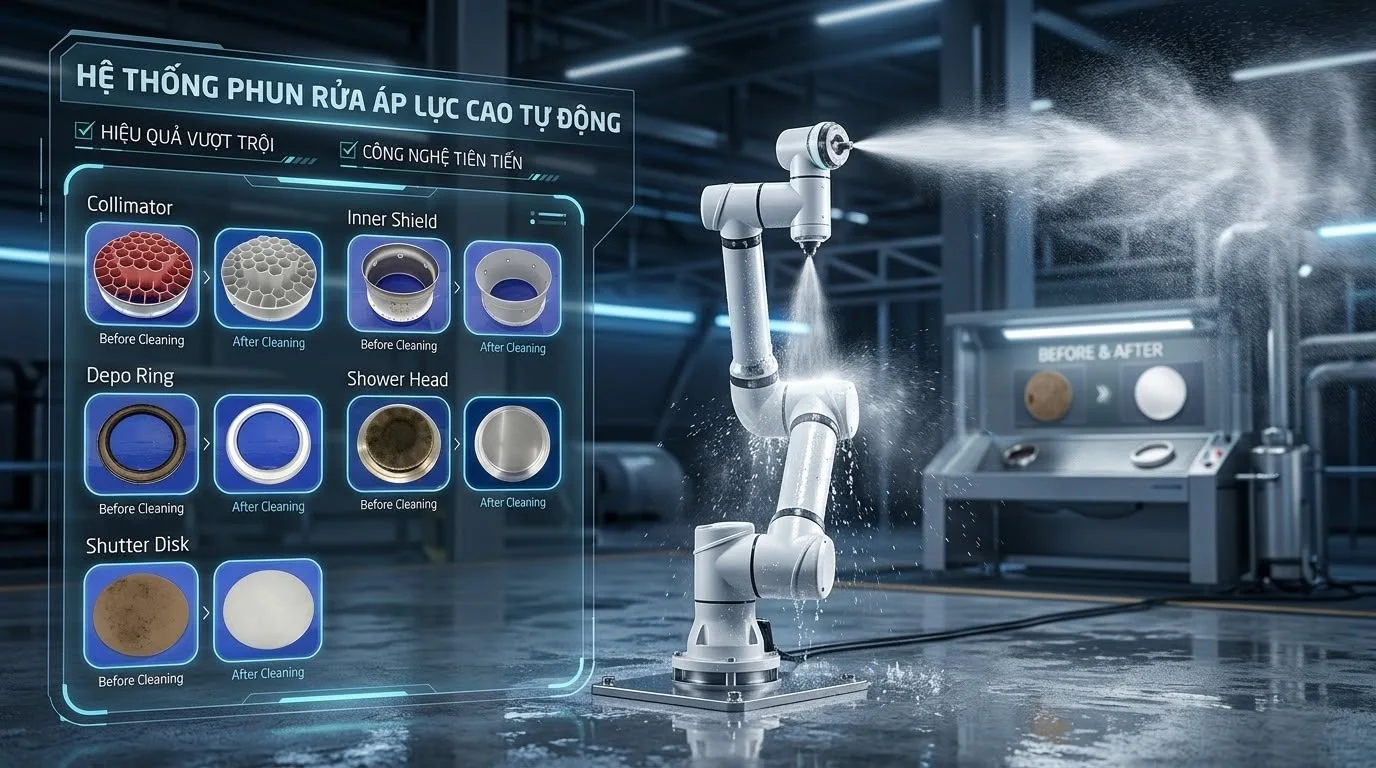 HỆ THỐNG PHUN RỬA ÁP LỰC CAO TỰ ĐỘNG
HIỆU QUẢ VƯỢT TRỘI
CÔNG NGHỆ TIÊN TIẾN
Collimator
Before Cleaning
After Cleaning
Inner Shield
Before Cleaning
After Cleaning
Depo Ring
Before Cleaning
After Cleaning
Shower Head
Before Cleaning
After Cleaning
Shutter Disk
Before Cleaning
After Cleaning
BEFORE & AFTER